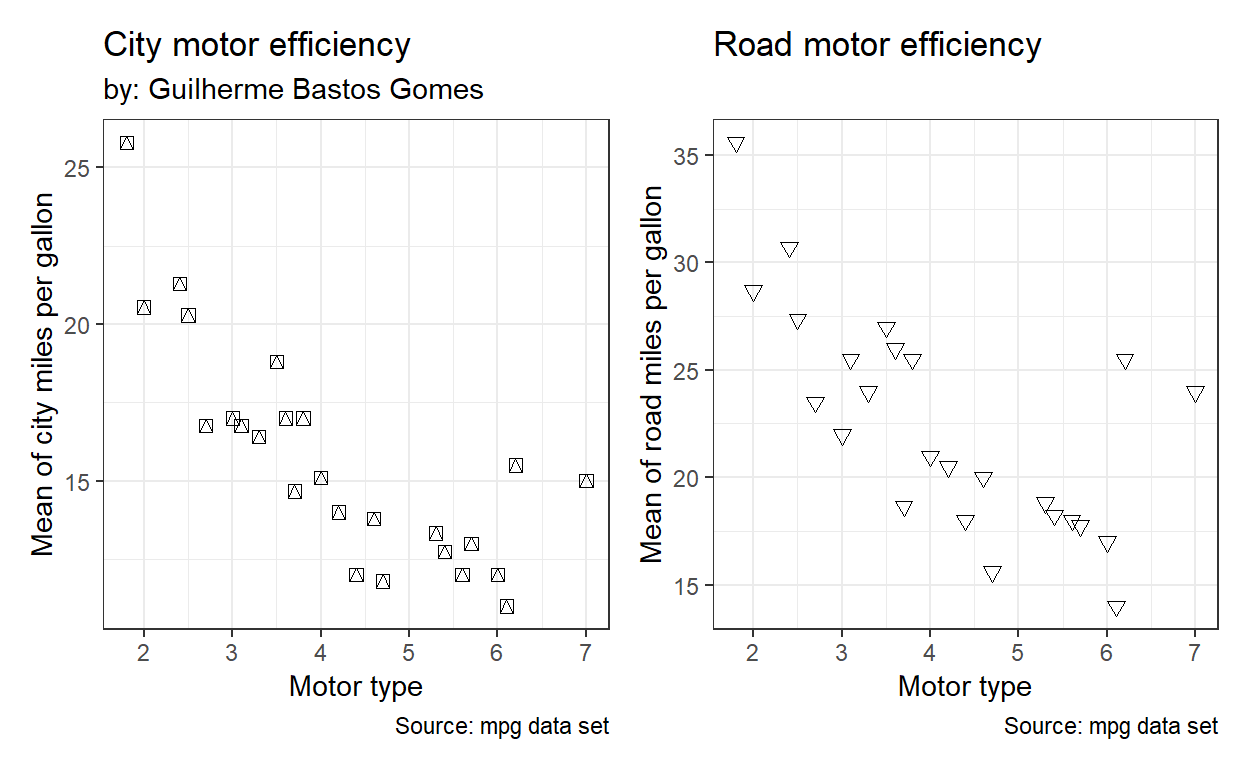 City motor efficiency
by: Guilherme Bastos Gomes
Mean of city miles per gallon
25
20
15
2 3 4 5 6 7
Motor type
Source: mpg data set
Road motor efficiency
Mean of road miles per gallon
35
30
25
20
15
2 3 4 5 6 7
Motor type
Source: mpg data set